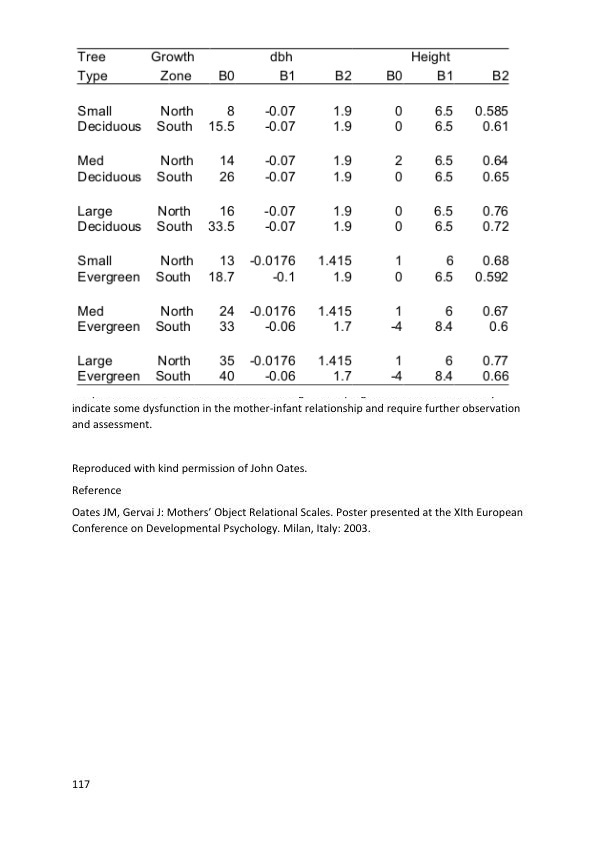 Tree Growth dbh Height
Type Zone B0 B1 B2 B0 B1 B2
Small North 8 -0.07 1.9 0 6.5 0.585
Deciduous South 15.5 -0.07 1.9 0 6.5 0.61
Med North 14 -0.07 1.9 2 6.5 0.64
Deciduous South 26 -0.07 1.9 0 6.5 0.65
Large North 16 -0.07 1.9 0 6.5 0.76
Deciduous South 33.5 -0.07 1.9 0 6.5 0.72
Small North 13 -0.0176 1.415 1 6 0.68
Evergreen South 18.7 -0.1 1.9 0 6.5 0.592
Med North 24 -0.0176 1.415 1 6 0.67
Evergreen South 33 -0.06 1.7 -4 8.4 0.6
Large North 35 -0.0176 1.415 1 6 0.77
Evergreen South 40 -0.06 1.7 -4 8.4 0.66
indicate some dysfunction in the mother-infant relationship and require further observation
and assessment.
Reproduced with kind permission of John Oates.
Reference
Oates JM, Gervai J: Mothers’ Object Relational Scales. Poster presented at the XIth European
Conference on Developmental Psychology. Milan, Italy: 2003.
117